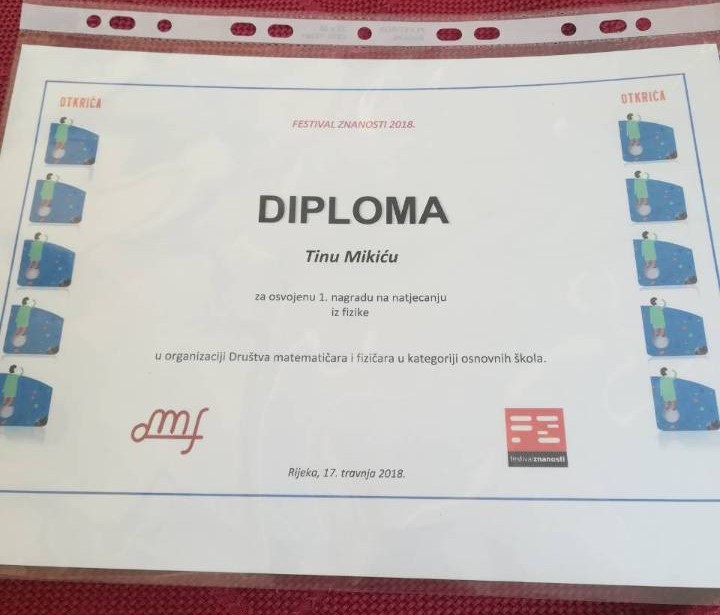 OTKRIĆA
OTKRIĆA
FESTIVAL ZNANOSTI 2018.
DIPLOMA
Tinu Mikiću
za osvojenu 1. nagradu na natjecanju
iz fizike
u organizaciji Društva matematičara i fizičara u kategoriji osnovnih škola.
dmf
FZ
festivalznanosti
Rijeka, 17. travnja 2018.